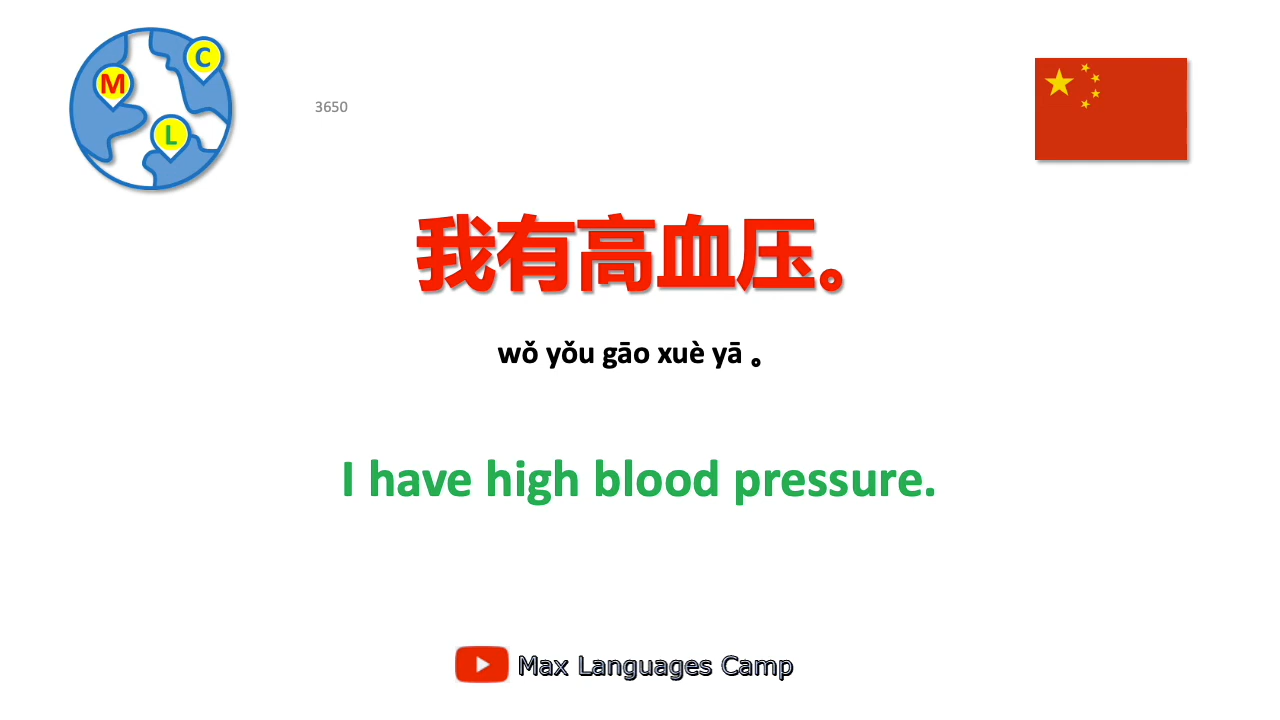 M
C
L
3650
我有高血压。
wǒ yǒu gāo xuè yā 。
I have high blood pressure.
Max Languages Camp